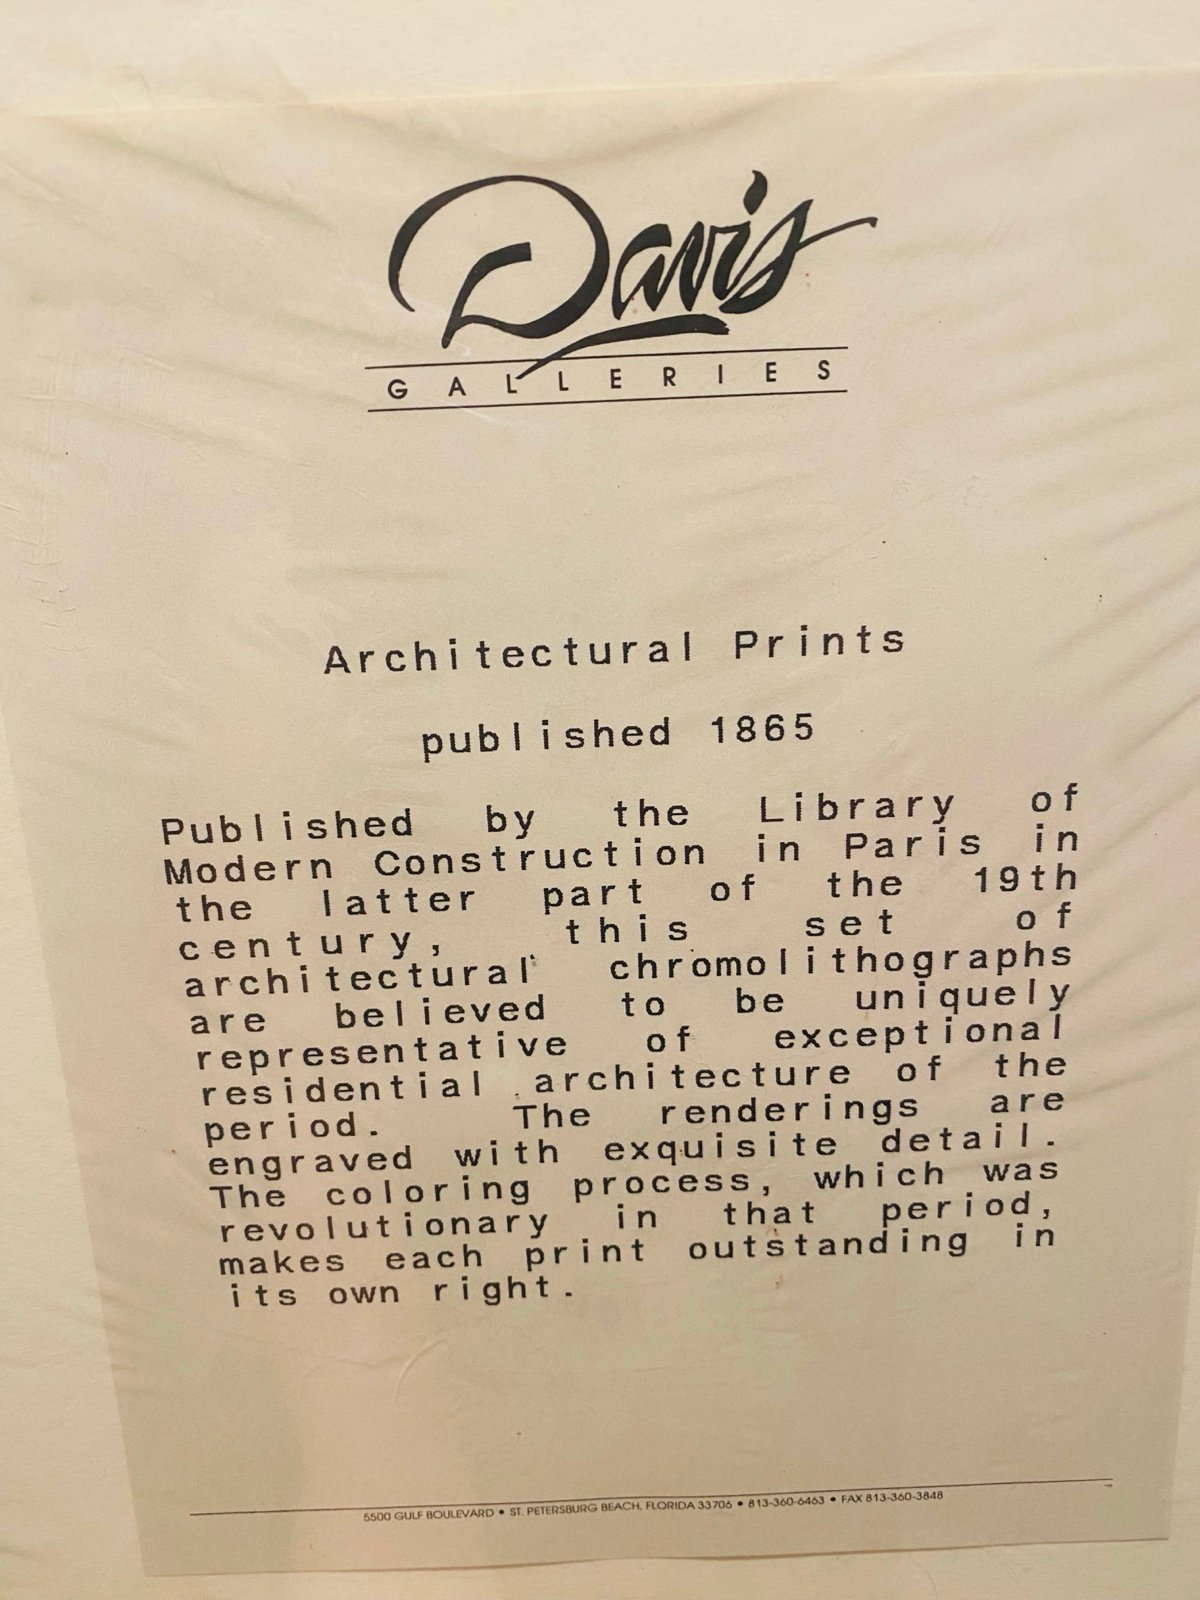 Davis
GALLERIES
Architectural Prints
published 1865
Published by the Library of
Modern Construction in Paris in
the latter part of the 19th
century, this set of
architectural chromolithographs
are believed to be uniquely
representative of exceptional
residential architecture of the
period. The renderings are
engraved with exquisite detail.
The coloring process, which was
revolutionary in that period,
makes each print outstanding in
its own right.
5500 GULF BOULEVARD • ST. PETERSBURG BEACH, FLORIDA 33706 • 813-360-6463 • FAX 813-360-3848